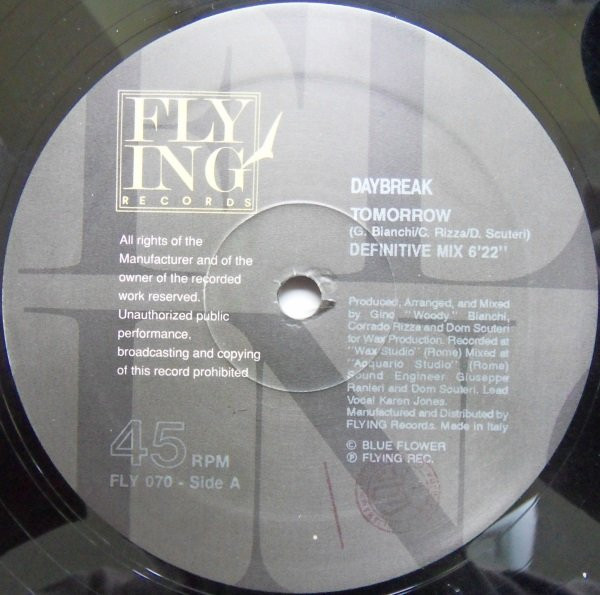 FLY
ING
RECORDS
All rights of the
Manufacturer and of the
owner of the recorded
work reserved.
Unauthorized public
performance.
broadcasting and copying
of this record prohibited
45 RPM
FLY 070 - Side A
DAYBREAK
TOMORROW
(G. Bianchi/C. Rizza/D. Scuteri)
DEFINITIVE MIX 6'22"
Produced, Arranged, and Mixed
by Gino "Woody" Bianchi,
Corrado Rizza and Dom Scuteri
for Wax Production. Recorded at
"Wax Studio" (Rome) Mixed at
"Acquario Studio" (Rome)
Sound Engineer Giuseppe
Ranieri and Dom Scuteri. Lead
Vocal Karen Jones.
Manufactured and Distributed by
FLYING Records. Made in Italy
© BLUE FLOWER
℗ FLYING REC.